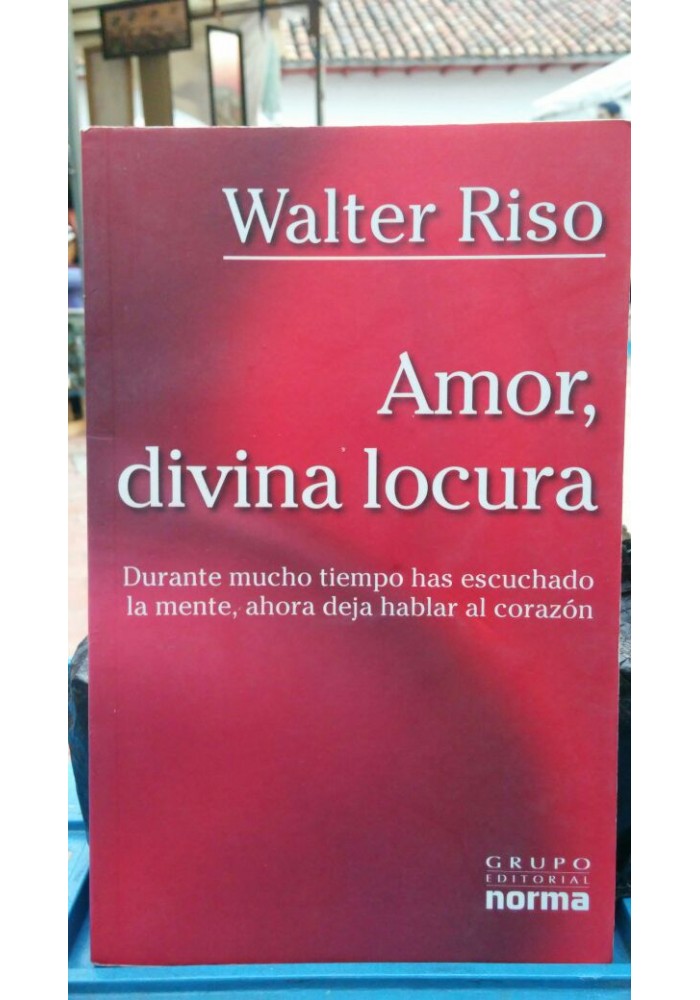 Walter Riso
Amor,
divina locura
Durante mucho tiempo has escuchado
la mente, ahora deja hablar al corazón
GRUPO
EDITORIAL
norma